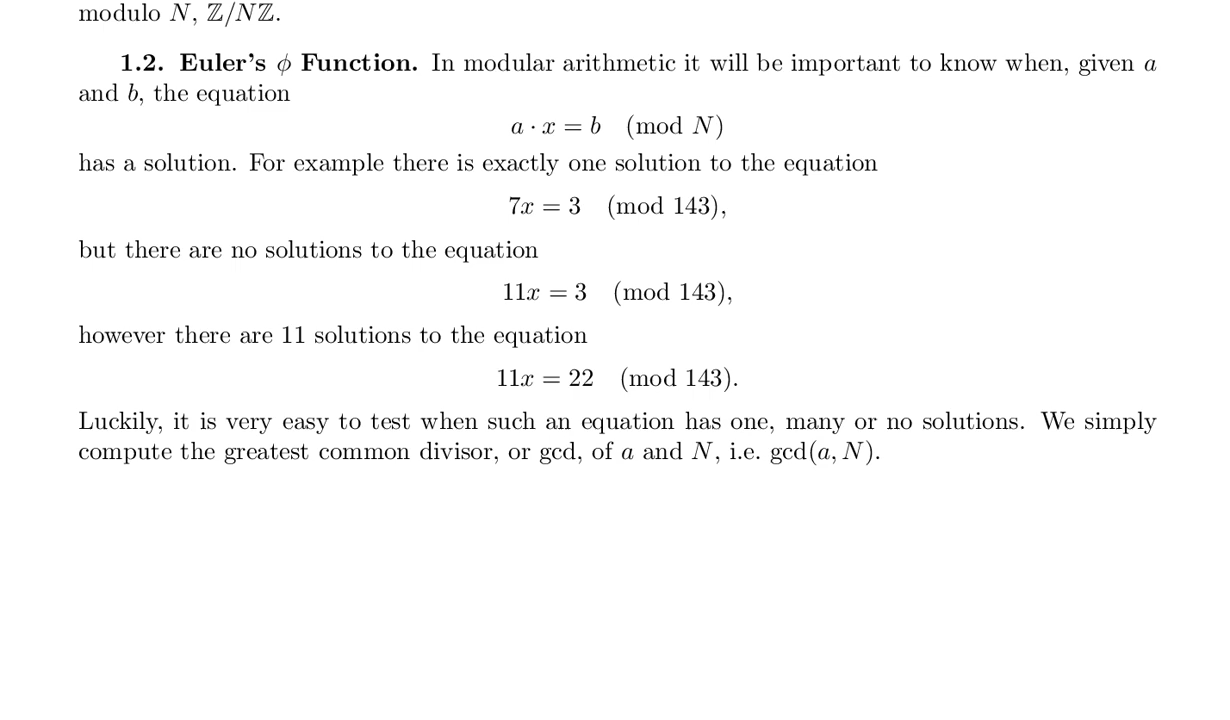 modulo N, ℤ/Nℤ.
1.2. Euler's ϕ Function. In modular arithmetic it will be important to know when, given a
and b, the equation
a · x = b (mod N)
has a solution. For example there is exactly one solution to the equation
7x = 3 (mod 143),
but there are no solutions to the equation
11x = 3 (mod 143),
however there are 11 solutions to the equation
11x = 22 (mod 143).
Luckily, it is very easy to test when such an equation has one, many or no solutions. We simply
compute the greatest common divisor, or gcd, of a and N, i.e. gcd(a, N).